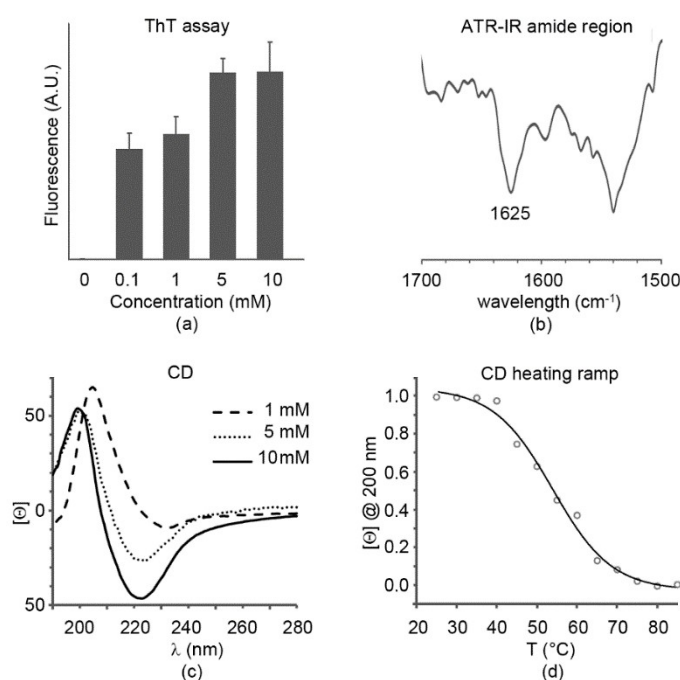 ThT assay
Fluorescence (A.U.)
0 0.1 1 5 10
Concentration (mM)
(a)
ATR-IR amide region
1625
1700 1600 1500
wavelength (cm⁻¹)
(b)
CD
1 mM
5 mM
10 mM
[Θ]
50
0
50
200 220 240 260 280
λ (nm)
(c)
CD heating ramp
[Θ] @ 200 nm
1.0
0.8
0.6
0.4
0.2
0.0
20 30 40 50 60 70 80
T (°C)
(d)